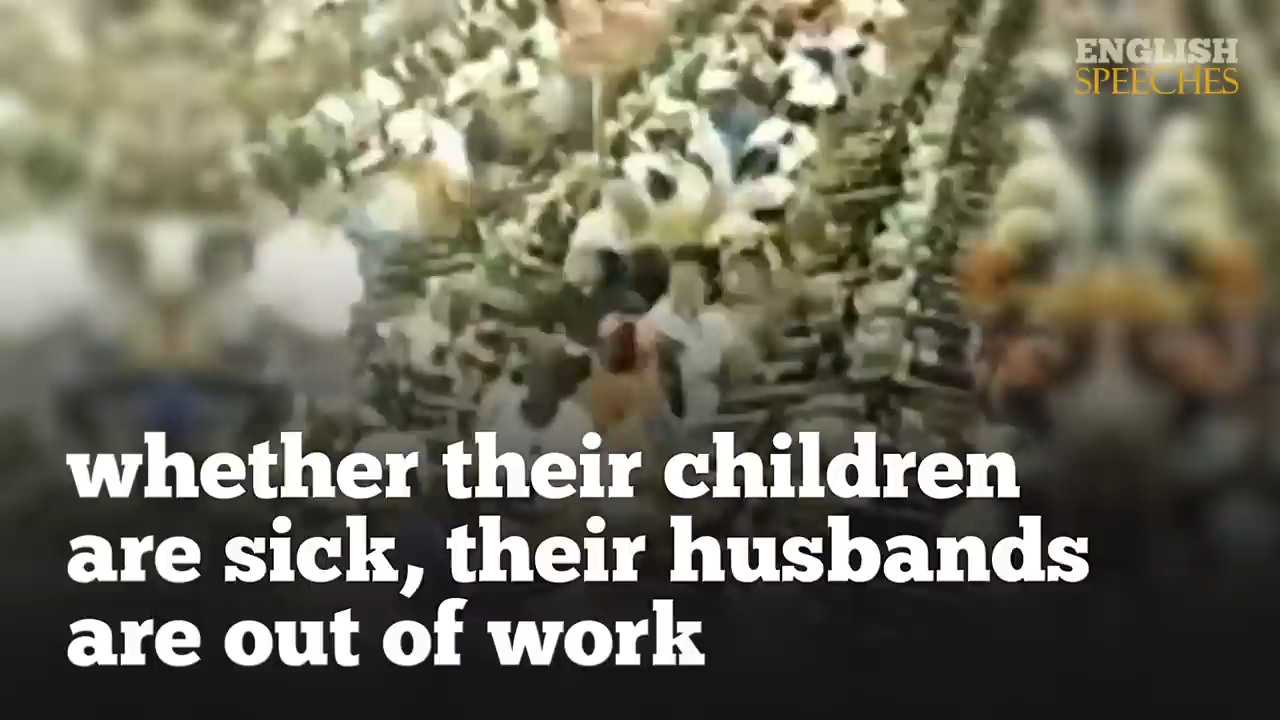 ENGLISH
SPEECHES
whether their children
are sick, their husbands
are out of work